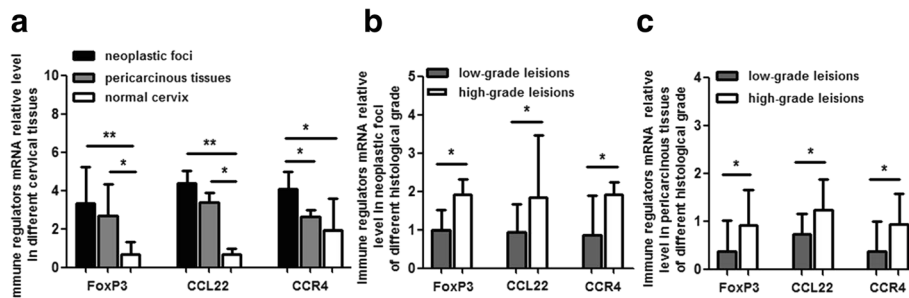 a
mmune regulators mRNA relative level
In different cervical tissues
neoplastic foci
pericarcinous tissues
normal cervix
10
8
6
4
2
0
**
*
**
*
*
*
FoxP3
CCL22
CCR4
b
Immune regulators mRNA relative
level in neoplastic foci
of different histological grade
low-grade leisions
high-grade leisions
5
4
3
2
1
0
*
*
*
FoxP3
CCL22
CCR4
c
Immune regulators mRNA relative
level in pericarcinous tissues
of different hIstological grade
low-grade leisions
high-grade leisions
4
3
2
1
0
*
*
*
FoxP3
CCL22
CCR4